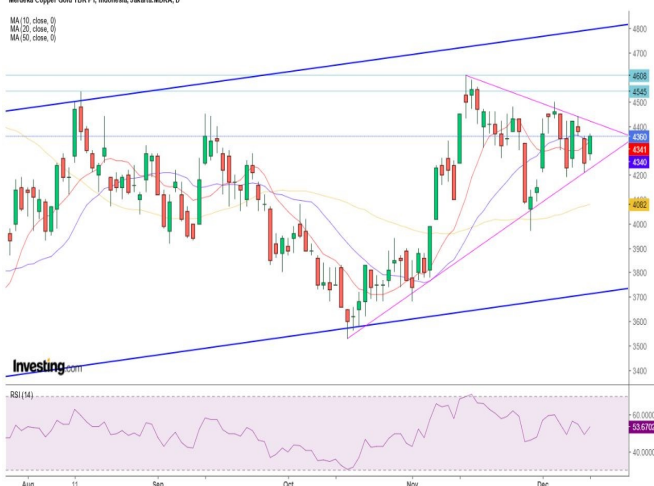 Merdeka Copper Gold TBK PT, Indonesia, Jakarta:MDKA, D
MA (10, close, 0)
MA (20, close, 0)
MA (50, close, 0)
4800
4700
4608
4545
4500
4400
4360
4341
4340
4200
4100
4082
4000
3900
3800
3700
3600
3500
3400
Investing.com
RSI (14)
60.0000
53.6702
40.0000
Aug
11
Sep
Oct
Nov
Dec